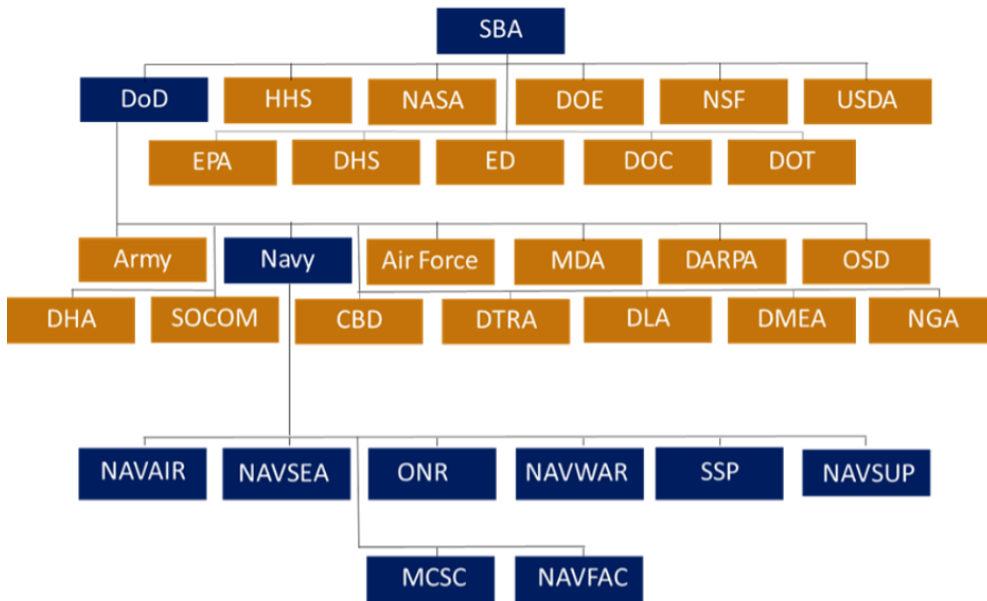 SBA
DoD
HHS
NASA
DOE
NSF
USDA
EPA
DHS
ED
DOC
DOT
Army
Navy
Air Force
MDA
DARPA
OSD
DHA
SOCOM
CBD
DTRA
DLA
DMEA
NGA
NAVAIR
NAVSEA
ONR
NAVWAR
SSP
NAVSUP
MCSC
NAVFAC